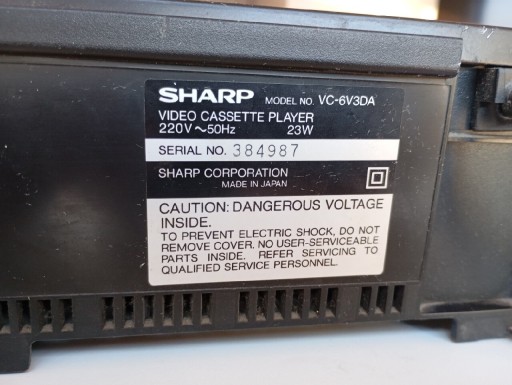 SHARP MODEL NO. VC-6V3DA
VIDEO CASSETTE PLAYER
220V ~ 50Hz 23W
SERIAL NO. 384987
SHARP CORPORATION
MADE IN JAPAN
CAUTION: DANGEROUS VOLTAGE
INSIDE.
TO PREVENT ELECTRIC SHOCK, DO NOT
REMOVE COVER. NO USER-SERVICEABLE
PARTS INSIDE. REFER SERVICING TO
QUALIFIED SERVICE PERSONNEL.